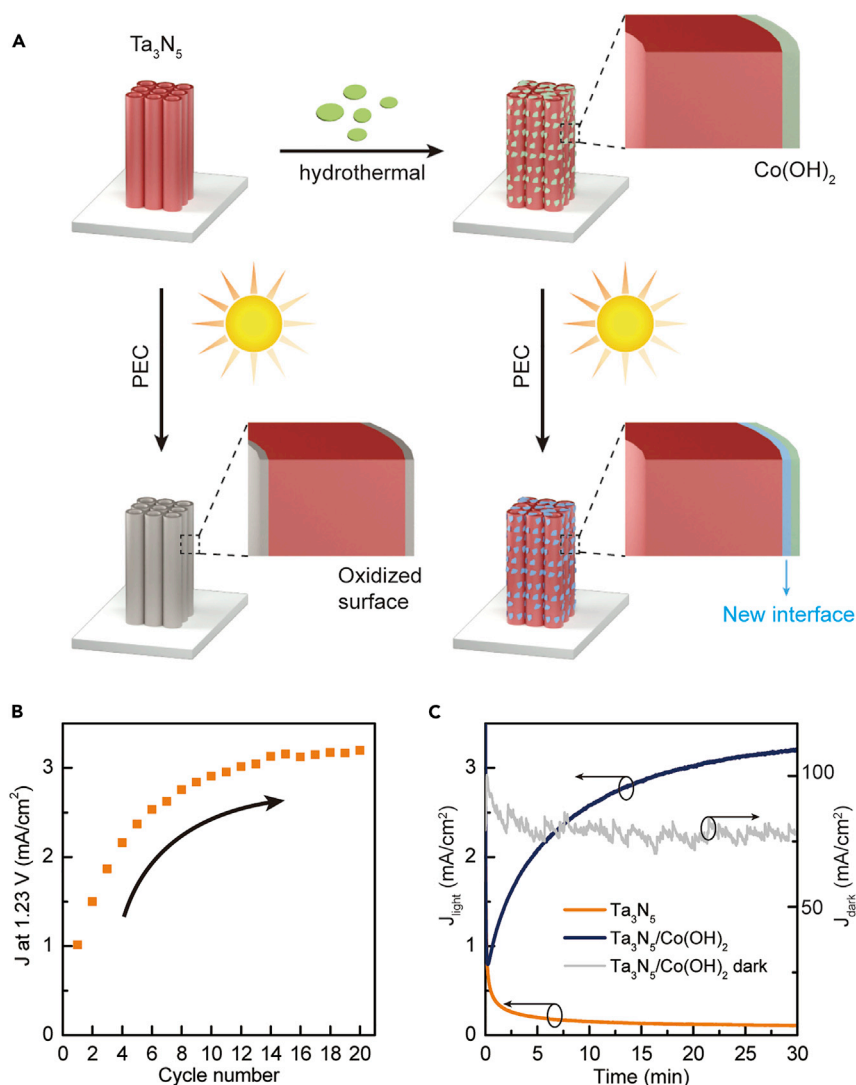 A
Ta₃N₅
hydrothermal
Co(OH)₂
PEC
PEC
Oxidized
surface
New interface
B
J at 1.23 V (mA/cm²)
3
2
1
0
0 2 4 6 8 10 12 14 16 18 20
Cycle number
C
J_light (mA/cm²)
3
2
1
0
Ta₃N₅
Ta₃N₅/Co(OH)₂
Ta₃N₅/Co(OH)₂ dark
100
50
J_dark (mA/cm²)
0 5 10 15 20 25 30
Time (min)